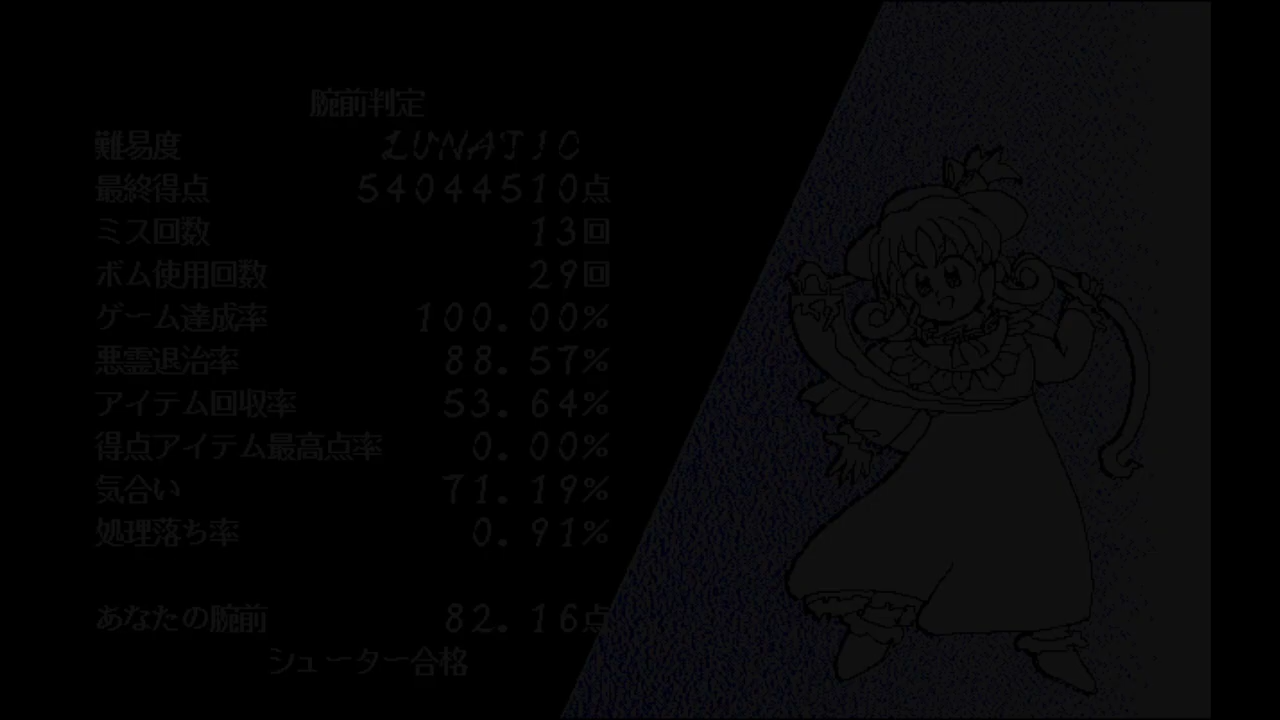 腕前判定
難易度 LUNATIC
最終得点 54044510点
ミス回数 13回
ボム使用回数 29回
ゲーム達成率 100.00%
悪霊退治率 88.57%
アイテム回収率 53.64%
得点アイテム最高点率 0.00%
気合い 71.19%
処理落ち率 0.91%
あなたの腕前 82.16点
シューター合格